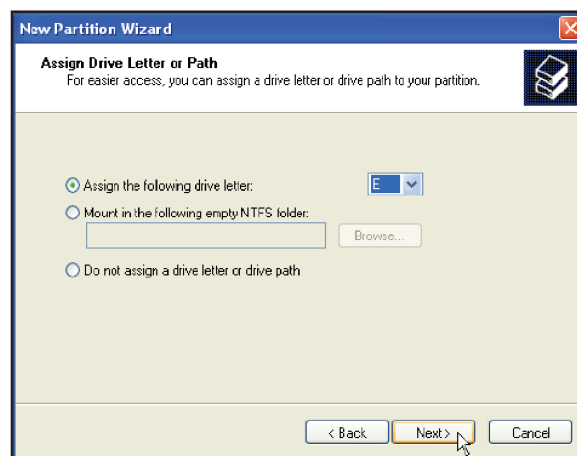 New Partition Wizard
Assign Drive Letter or Path
For easier access, you can assign a drive letter or drive path to your partition.
Assign the following drive letter:
E
Mount in the following empty NTFS folder:
Browse...
Do not assign a drive letter or drive path
< Back
Next >
Cancel